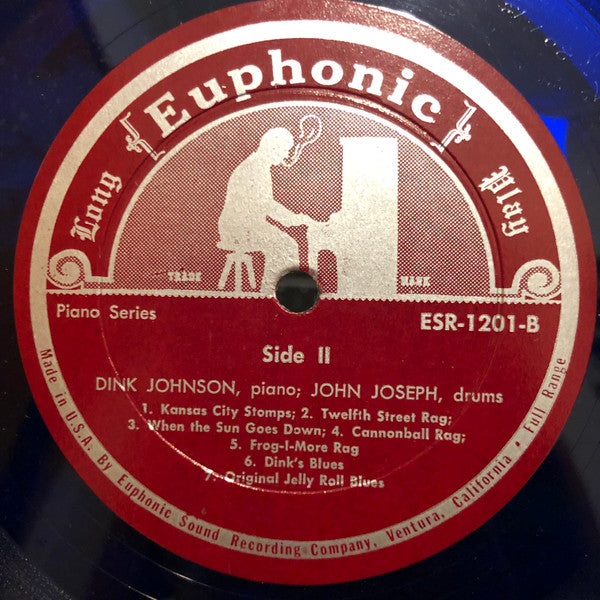 Euphonic
Long Play
TRADE MARK
Piano Series
ESR-1201-B
Side II
DINK JOHNSON, piano; JOHN JOSEPH, drums
1. Kansas City Stomps; 2. Twelfth Street Rag;
3. When the Sun Goes Down; 4. Cannonball Rag;
5. Frog-I-More Rag
6. Dink's Blues
7. Original Jelly Roll Blues
Made in U.S.A. By Euphonic Sound Recording Company, Ventura, California • Full Range